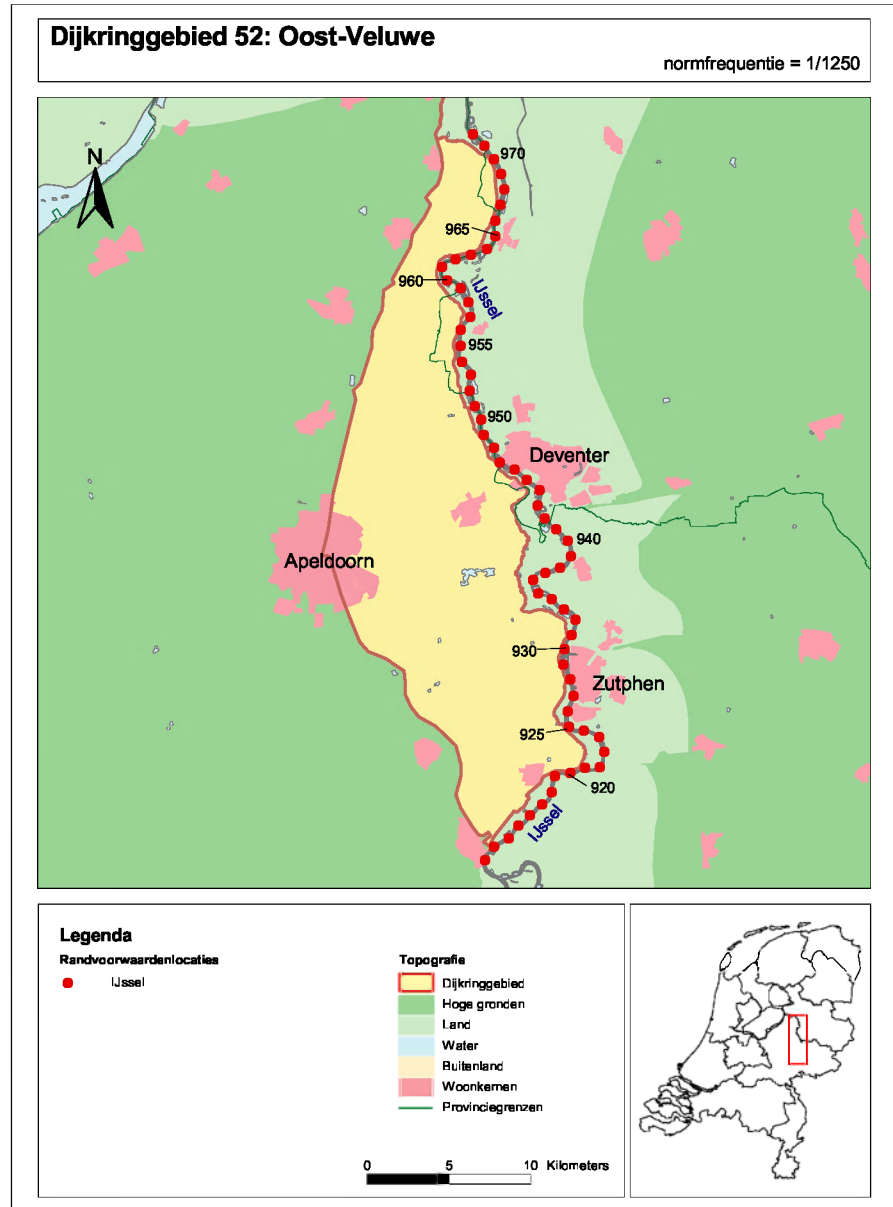 Dijkringgebied 52: Oost-Veluwe
normfrequentie = 1/1250
N
970
965
960
IJssel
955
950
Deventer
940
Apeldoorn
930
Zutphen
925
920
IJssel
Legenda
Randvoorwaardenlocaties
IJssel
Topografie
Dijkringgebied
Hoge gronden
Land
Water
Buitenland
Woonkernen
Provinciegrenzen
0 5 10 Kilometers